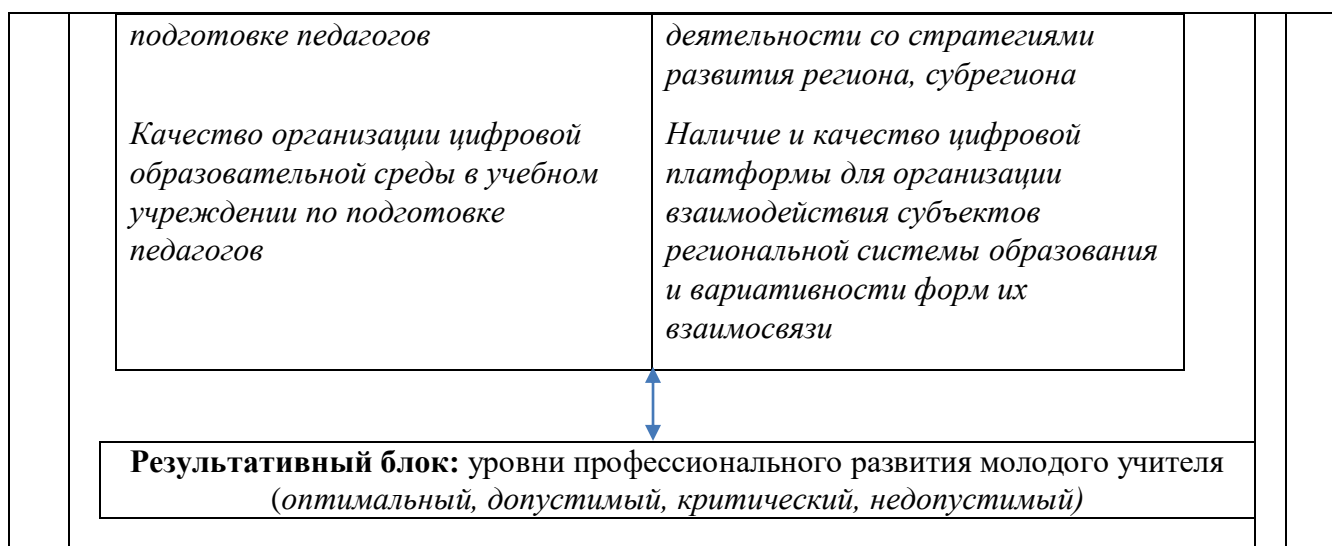 подготовке педагогов
Качество организации цифровой
образовательной среды в учебном
учреждении по подготовке
педагогов
деятельности со стратегиями
развития региона, субрегиона
Наличие и качество цифровой
платформы для организации
взаимодействия субъектов
региональной системы образования
и вариативности форм их
взаимосвязи
Результативный блок: уровни профессионального развития молодого учителя
(оптимальный, допустимый, критический, недопустимый)